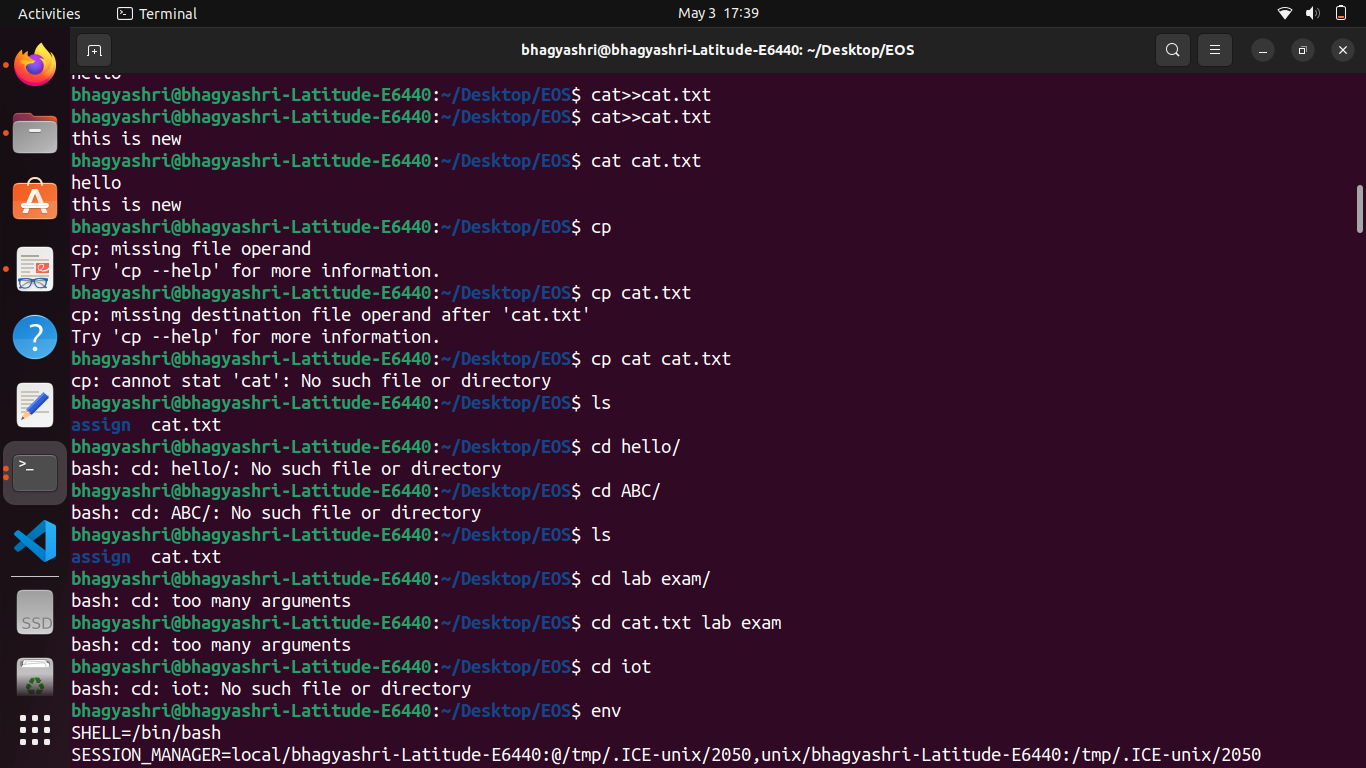 Activities
Terminal
May 3 17:39
bhagyashri@bhagyashri-Latitude-E6440: ~/Desktop/EOS
hello
bhagyashri@bhagyashri-Latitude-E6440:~/Desktop/EOS$ cat>>cat.txt
bhagyashri@bhagyashri-Latitude-E6440:~/Desktop/EOS$ cat>>cat.txt
this is new
bhagyashri@bhagyashri-Latitude-E6440:~/Desktop/EOS$ cat cat.txt
hello
this is new
bhagyashri@bhagyashri-Latitude-E6440:~/Desktop/EOS$ cp
cp: missing file operand
Try 'cp --help' for more information.
bhagyashri@bhagyashri-Latitude-E6440:~/Desktop/EOS$ cp cat.txt
cp: missing destination file operand after 'cat.txt'
Try 'cp --help' for more information.
bhagyashri@bhagyashri-Latitude-E6440:~/Desktop/EOS$ cp cat cat.txt
cp: cannot stat 'cat': No such file or directory
bhagyashri@bhagyashri-Latitude-E6440:~/Desktop/EOS$ ls
assign  cat.txt
bhagyashri@bhagyashri-Latitude-E6440:~/Desktop/EOS$ cd hello/
bash: cd: hello/: No such file or directory
bhagyashri@bhagyashri-Latitude-E6440:~/Desktop/EOS$ cd ABC/
bash: cd: ABC/: No such file or directory
bhagyashri@bhagyashri-Latitude-E6440:~/Desktop/EOS$ ls
assign  cat.txt
bhagyashri@bhagyashri-Latitude-E6440:~/Desktop/EOS$ cd lab exam/
bash: cd: too many arguments
bhagyashri@bhagyashri-Latitude-E6440:~/Desktop/EOS$ cd cat.txt lab exam
bash: cd: too many arguments
bhagyashri@bhagyashri-Latitude-E6440:~/Desktop/EOS$ cd iot
bash: cd: iot: No such file or directory
bhagyashri@bhagyashri-Latitude-E6440:~/Desktop/EOS$ env
SHELL=/bin/bash
SESSION_MANAGER=local/bhagyashri-Latitude-E6440:@/tmp/.ICE-unix/2050,unix/bhagyashri-Latitude-E6440:/tmp/.ICE-unix/2050
SSD